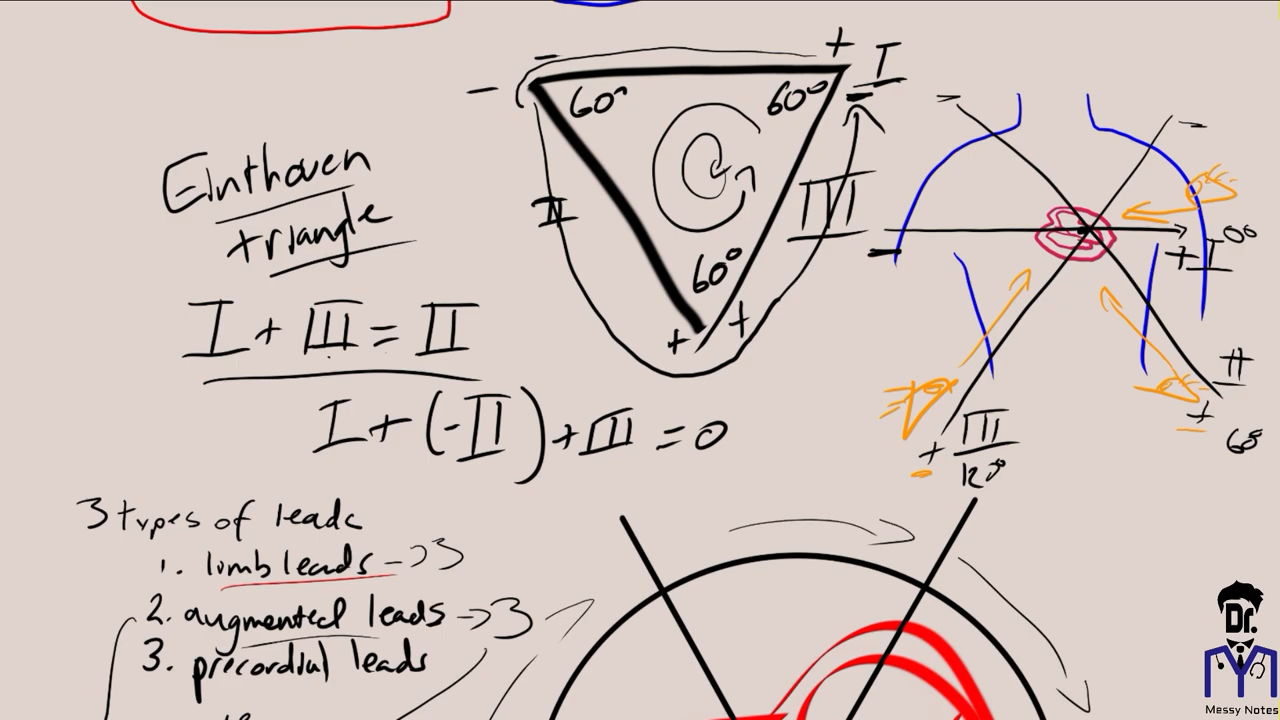 Einthoven
triangle
I + III = II
I + (-II) + III = 0
3 types of leads
1. limb leads -> 3
2. augmented leads -> 3
3. precordial leads
-
-
+
I
60°
60°
-
II
III
60°
+
+
-
-
-
+I
0°
II
+
60°
+
III
120°
Dr.
Messy Notes